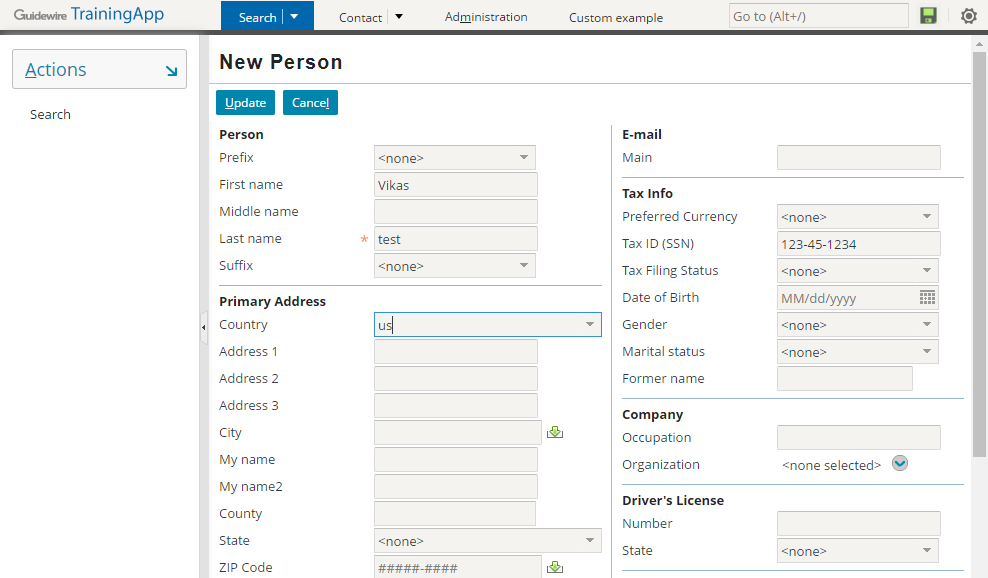 Guidewire TrainingApp
Search
Contact
Administration
Custom example
Go to (Alt+/)
Actions
Search
New Person
Update
Cancel
Person
Prefix <none>
First name Vikas
Middle name
Last name * test
Suffix <none>
Primary Address
Country us
Address 1
Address 2
Address 3
City
My name
My name2
County
State <none>
ZIP Code #####-####
E-mail
Main
Tax Info
Preferred Currency <none>
Tax ID (SSN) 123-45-1234
Tax Filing Status <none>
Date of Birth MM/dd/yyyy
Gender <none>
Marital status <none>
Former name
Company
Occupation
Organization <none selected>
Driver's License
Number
State <none>